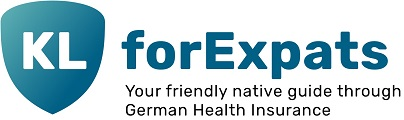 KL forExpats
Your friendly native guide through
German Health Insurance